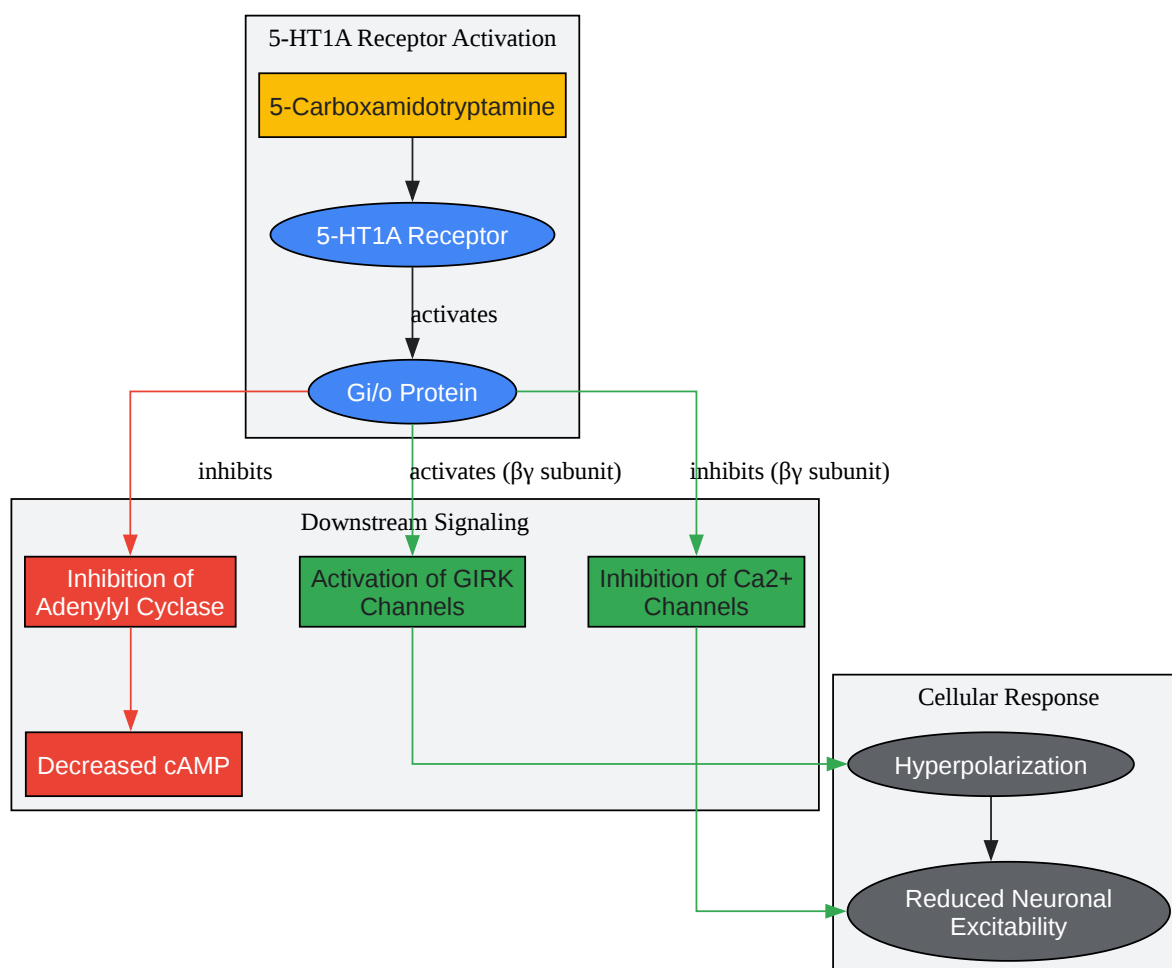 5-HT1A Receptor Activation
5-Carboxamidotryptamine
5-HT1A Receptor
activates
Gi/o Protein
inhibits
activates (βγ subunit)
inhibits (βγ subunit)
Downstream Signaling
Inhibition of
Adenylyl Cyclase
Activation of GIRK
Channels
Inhibition of Ca2+
Channels
Decreased cAMP
Cellular Response
Hyperpolarization
Reduced Neuronal
Excitability